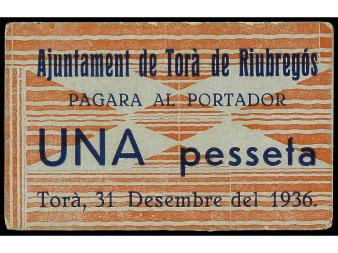 Ajuntament de Torà de Riubregós
PAGARA AL PORTADOR
UNA pesseta
Torà, 31 Desembre del 1936.